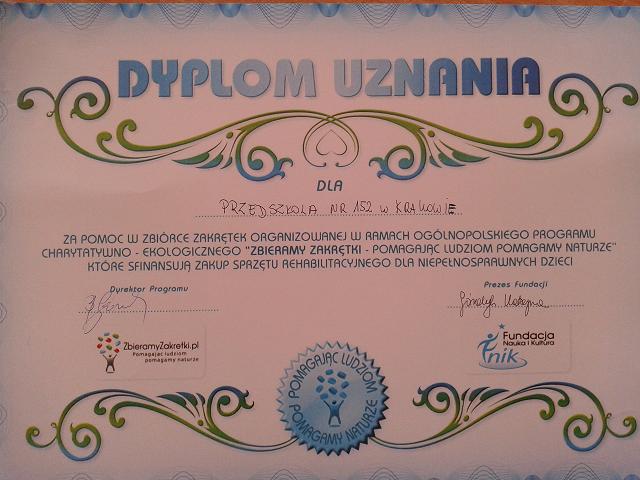 DYPLOM UZNANIA
DLA
PRZEDSZKOLA NR 152 W KRAKOWIE
ZA POMOC W ZBIÓRCE ZAKRĘTEK ORGANIZOWANEJ W RAMACH OGÓLNOPOLSKIEGO PROGRAMU
CHARYTATYWNO - EKOLOGICZNEGO "ZBIERAMY ZAKRĘTKI - POMAGAJĄC LUDZIOM POMAGAMY NATURZE"
KTÓRE SFINANSUJĄ ZAKUP SPRZĘTU REHABILITACYJNEGO DLA NIEPEŁNOSPRAWNYCH DZIECI
Dyrektor Programu
Prezes Fundacji
ZbieramyZakretki.pl
Pomagając ludziom
pomagamy naturze
Fundacja
Nauka i Kultura
nik
POMAGAJĄC LUDZIOM
POMAGAMY NATURZE